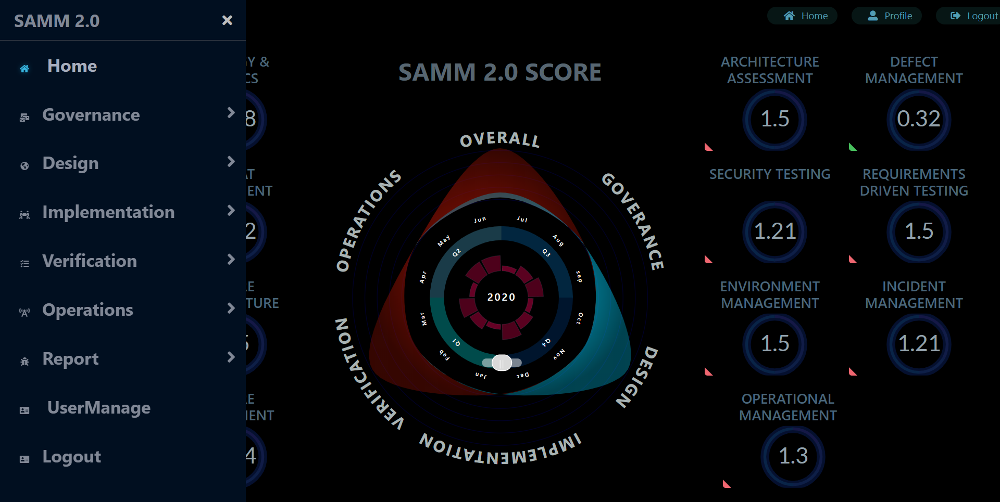 SAMM 2.0
Home
Governance
Design
Implementation
Verification
Operations
Report
UserManage
Logout
Home
Profile
Logout
Y &
CS
8
AT
ENT
2
RE
TURE
5
RE
ENT
4
SAMM 2.0 SCORE
OVERALL
GOVERANCE
DESIGN
IMPLEMENTATION
VERIFICATION
OPERATIONS
Jan
Feb
Mar
Apr
May
Jun
Jul
Aug
sep
Oct
Nov
Dec
Q1
Q2
Q3
Q4
2020
ARCHITECTURE
ASSESSMENT
1.5
DEFECT
MANAGEMENT
0.32
SECURITY TESTING
1.21
REQUIREMENTS
DRIVEN TESTING
1.5
ENVIRONMENT
MANAGEMENT
1.5
INCIDENT
MANAGEMENT
1.21
OPERATIONAL
MANAGEMENT
1.3